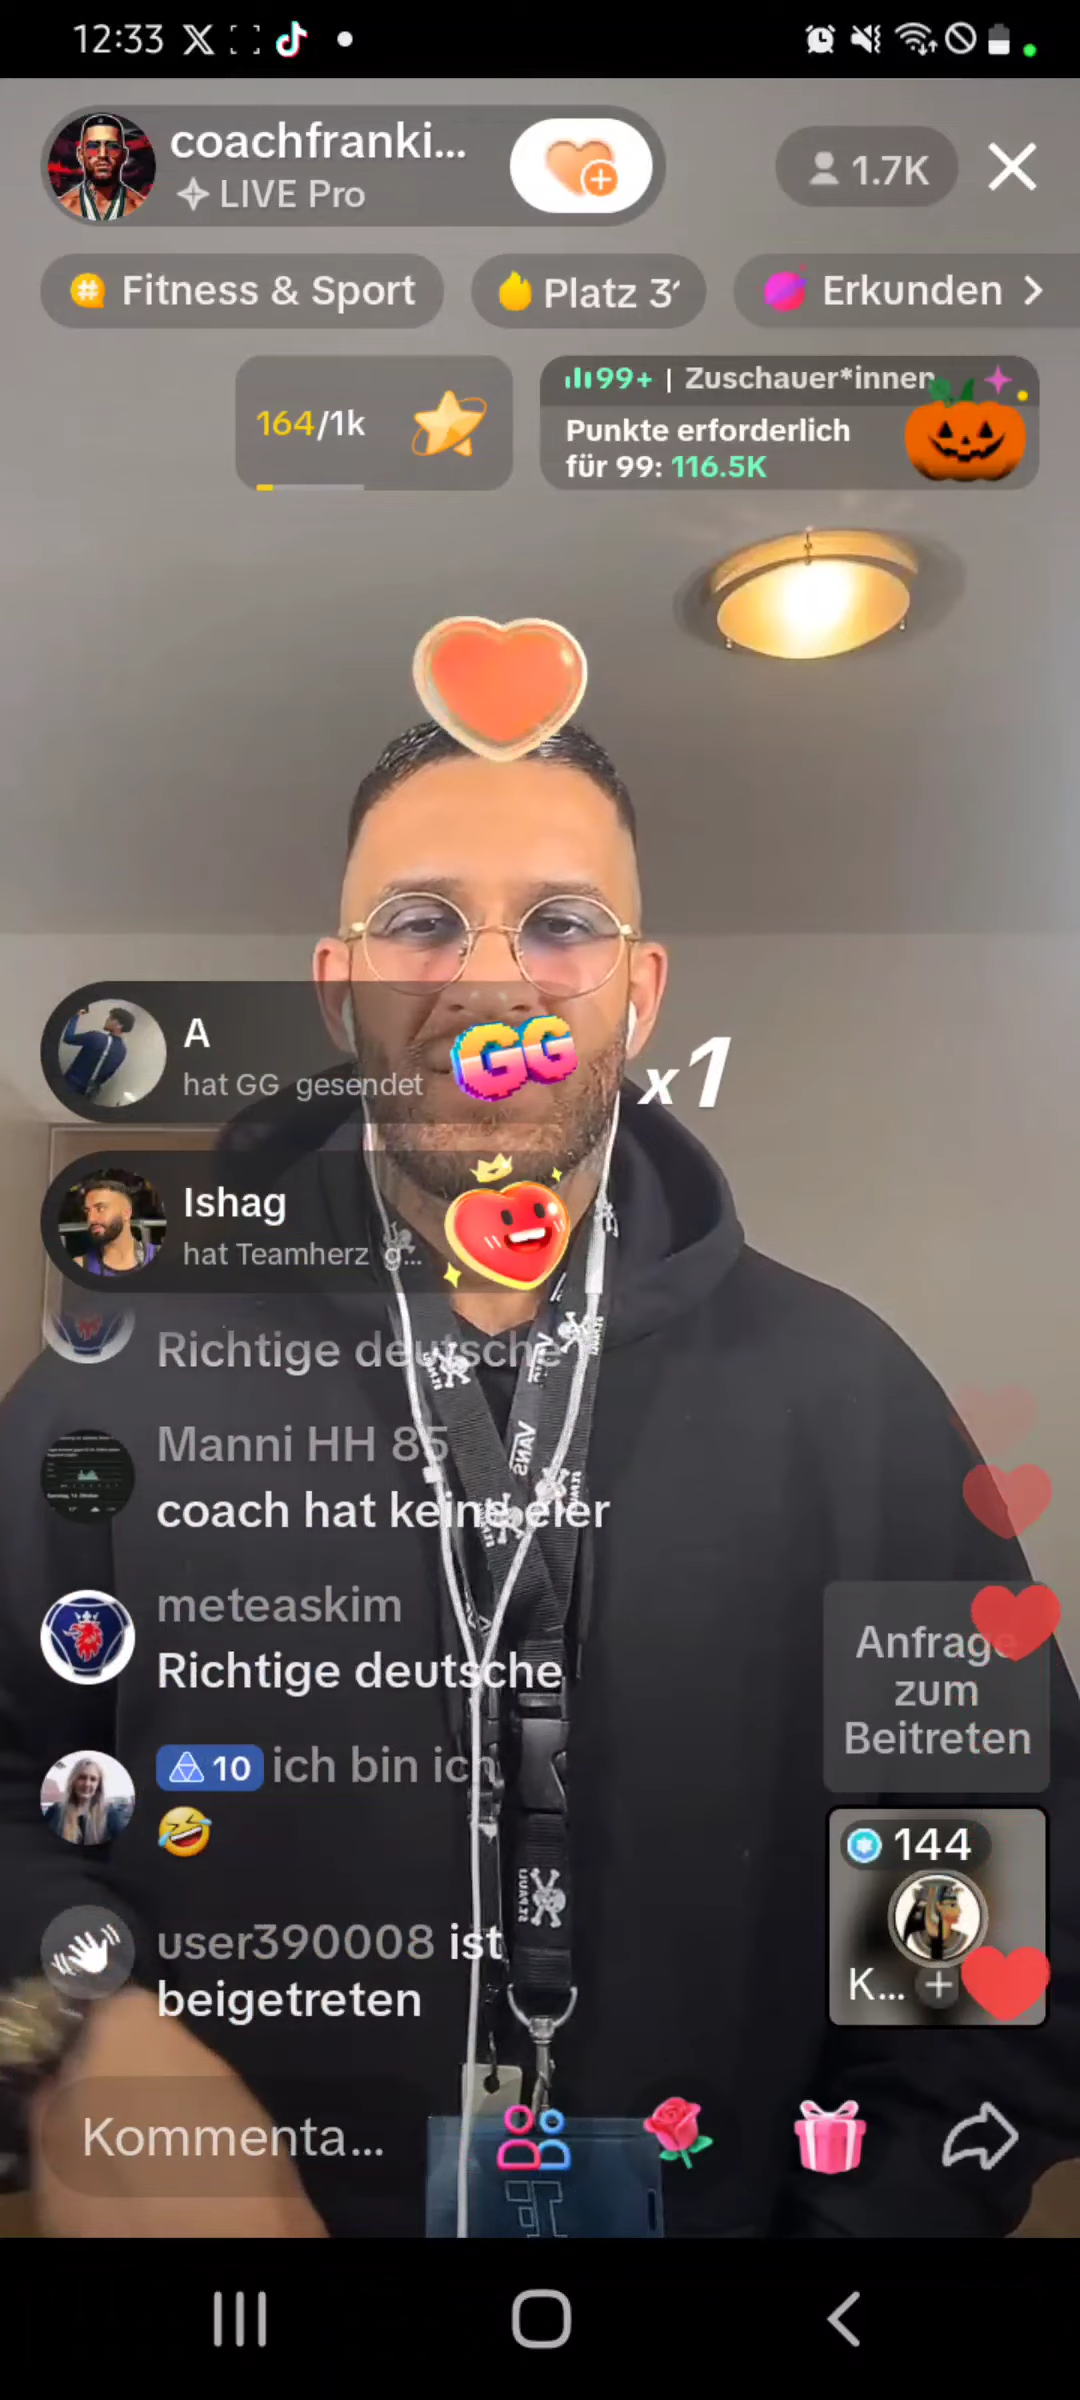 12:33
coachfranki...
LIVE Pro
1.7K
Fitness & Sport
Platz 3
Erkunden
164/1k
99+ | Zuschauer*innen
Punkte erforderlich
für 99: 116.5K
A
hat GG gesendet
GG
x1
Ishag
hat Teamherz g...
Richtige deutsche
Manni HH 85
coach hat keine eier
meteaskim
Richtige deutsche
10 ich bin ich
user390008 ist
beigetreten
VANS
Anfrage
zum
Beitreten
144
K...
Kommenta...